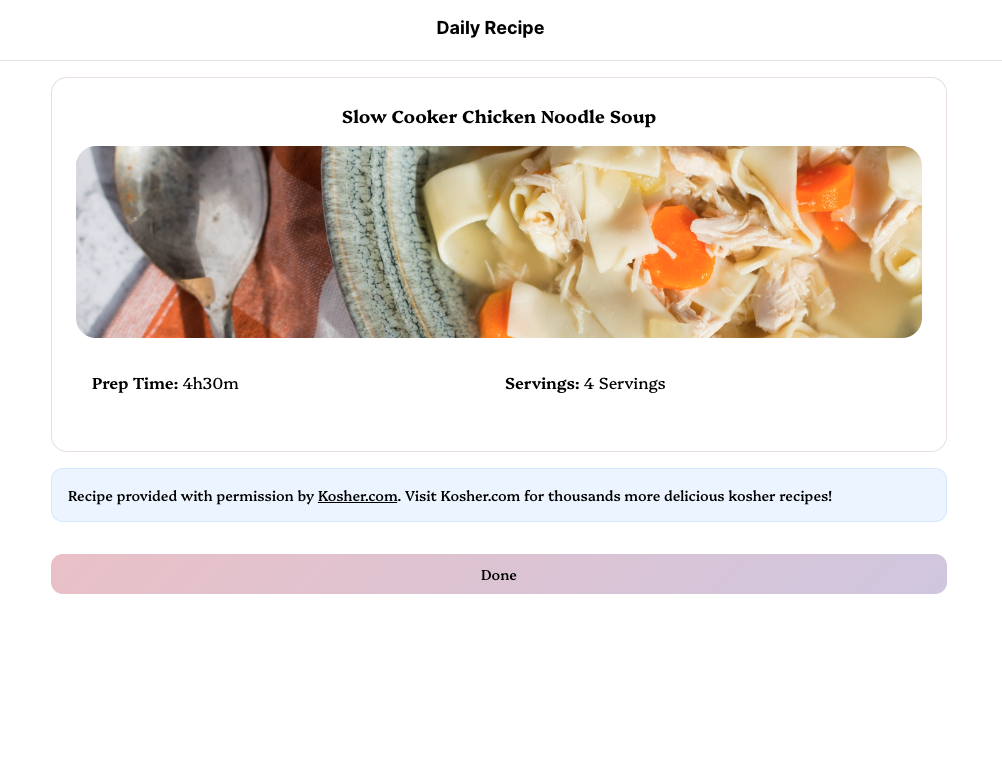 Daily Recipe
Slow Cooker Chicken Noodle Soup
Prep Time: 4h30m
Servings: 4 Servings
Recipe provided with permission by Kosher.com. Visit Kosher.com for thousands more delicious kosher recipes!
Done